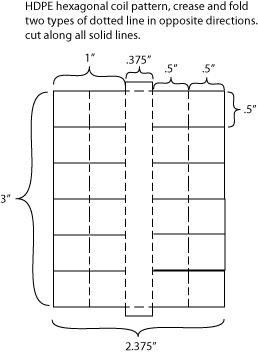 HDPE hexagonal coil pattern, crease and fold
two types of dotted line in opposite directions.
cut along all solid lines.
1"
.375"
.5"
.5"
.5"
3"
2.375"